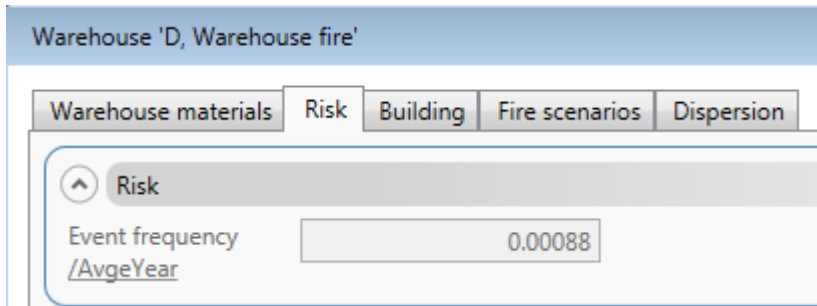 Warehouse 'D, Warehouse fire'
Warehouse materials Risk Building Fire scenarios Dispersion
Risk
Event frequency 0.00088
/AvgeYear